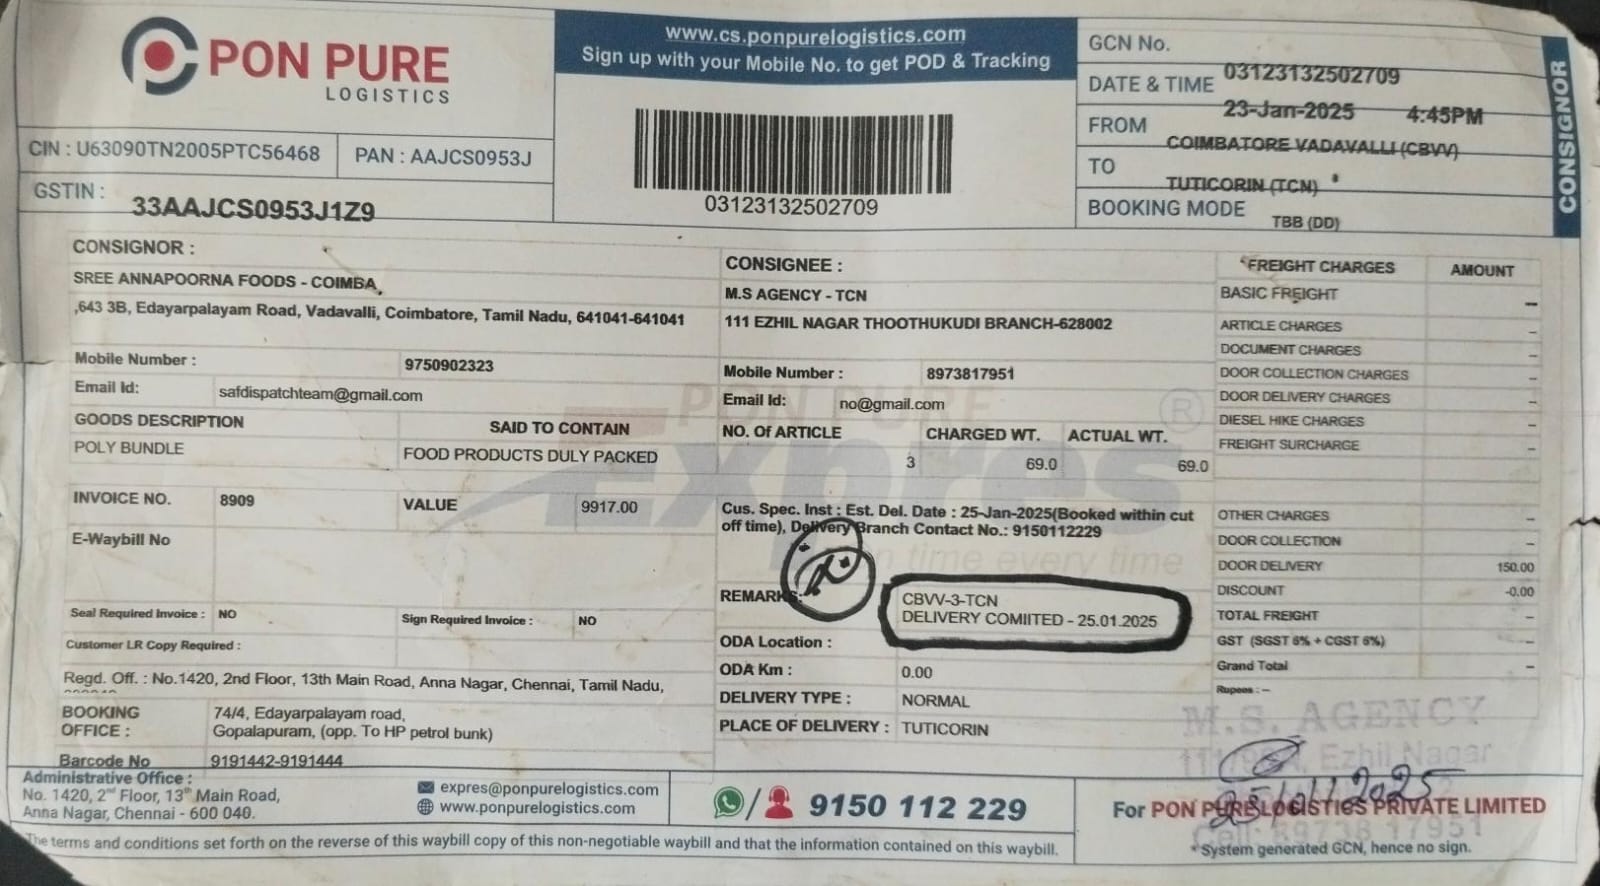 PON PURE
LOGISTICS
CIN : U63090TN2005PTC56468
PAN : AAJCS0953J
GSTIN :
33AAJCS0953J1Z9
www.cs.ponpurelogistics.com
Sign up with your Mobile No. to get POD & Tracking
03123132502709
GCN No.
03123132502709
DATE & TIME
23-Jan-2025 4:45PM
FROM
COIMBATORE VADAVALLI (CBVV)
TO
TUTICORIN (TCN)
BOOKING MODE
TBB (DD)
CONSIGNOR
CONSIGNOR :
SREE ANNAPOORNA FOODS - COIMBA
,643 3B, Edayarpalayam Road, Vadavalli, Coimbatore, Tamil Nadu, 641041-641041
Mobile Number : 9750902323
Email Id: safdispatchteam@gmail.com
GOODS DESCRIPTION SAID TO CONTAIN
POLY BUNDLE FOOD PRODUCTS DULY PACKED
INVOICE NO. 8909 VALUE 9917.00
E-Waybill No
Seal Required Invoice : NO Sign Required Invoice : NO
Customer LR Copy Required :
Regd. Off. : No.1420, 2nd Floor, 13th Main Road, Anna Nagar, Chennai, Tamil Nadu,
BOOKING OFFICE : 74/4, Edayarpalayam road,
Gopalapuram, (opp. To HP petrol bunk)
Barcode No 9191442-9191444
CONSIGNEE :
M.S AGENCY - TCN
111 EZHIL NAGAR THOOTHUKUDI BRANCH-628002
Mobile Number : 8973817951
Email Id: no@gmail.com
NO. Of ARTICLE CHARGED WT. ACTUAL WT.
3 69.0 69.0
Cus. Spec. Inst : Est. Del. Date : 25-Jan-2025(Booked within cut
off time), Delivery Branch Contact No.: 9150112229
REMARKS: CBVV-3-TCN
DELIVERY COMIITED - 25.01.2025
ODA Location :
ODA Km : 0.00
DELIVERY TYPE : NORMAL
PLACE OF DELIVERY : TUTICORIN
PON PURE
Expres
on time every time
FREIGHT CHARGES AMOUNT
BASIC FREIGHT –
ARTICLE CHARGES –
DOCUMENT CHARGES –
DOOR COLLECTION CHARGES –
DOOR DELIVERY CHARGES –
DIESEL HIKE CHARGES –
FREIGHT SURCHARGE –
OTHER CHARGES –
DOOR COLLECTION –
DOOR DELIVERY 150.00
DISCOUNT -0.00
TOTAL FREIGHT –
GST (SGST 6% + CGST 6%) –
Grand Total –
Rupees : –
M.S. AGENCY
Ezhil Nagar
25/01/2025
Cell: 89738 17951
Administrative Office :
No. 1420, 2nd Floor, 13th Main Road,
Anna Nagar, Chennai - 600 040.
expres@ponpurelogistics.com
www.ponpurelogistics.com
9150 112 229
For PON PURE LOGISTICS PRIVATE LIMITED
* System generated GCN, hence no sign.
The terms and conditions set forth on the reverse of this waybill copy of this non-negotiable waybill and that the information contained on this waybill.